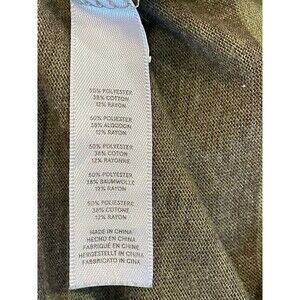 50% POLYESTER
38% COTTON
12% RAYON
50% POLYESTER
38% ALGODON
12% RAYON
50% POLYESTER
38% COTON
12% RAYONNE
50% POLYESTER
38% BAUMWOLLE
12% RAYON
50% POLIESTERE
38% COTONE
12% RAYON
MADE IN CHINA
HECHO EN CHINA
FABRIQUÉ EN CHINE
HERGESTELLT IN CHINA
FABBRICATO IN CINA